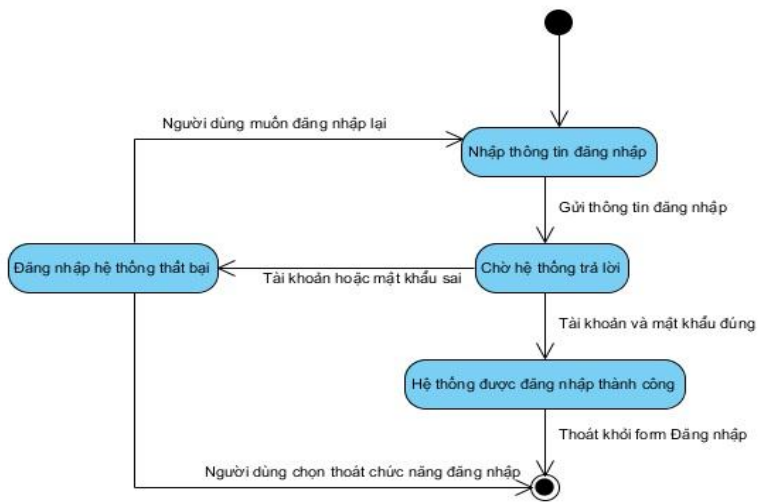 Người dùng muốn đăng nhập lại
Nhập thông tin đăng nhập
Gửi thông tin đăng nhập
Đăng nhập hệ thống thất bại
Tài khoản hoặc mật khẩu sai
Chờ hệ thống trả lời
Tài khoản và mật khẩu đúng
Hệ thống được đăng nhập thành công
Thoát khỏi form Đăng nhập
Người dùng chọn thoát chức năng đăng nhập